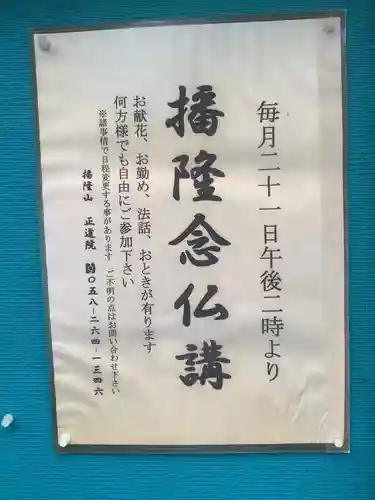 毎月二十一日午後二時より
播隆念仏講
お献花、お勤め、法話、おときが有ります
何方様でも自由にご参加下さい
※諸事情で日程変更する事があります ご不明の点はお問い合わせ下さい
播隆山 正道院 ☎〇五八－二六四－一三四六